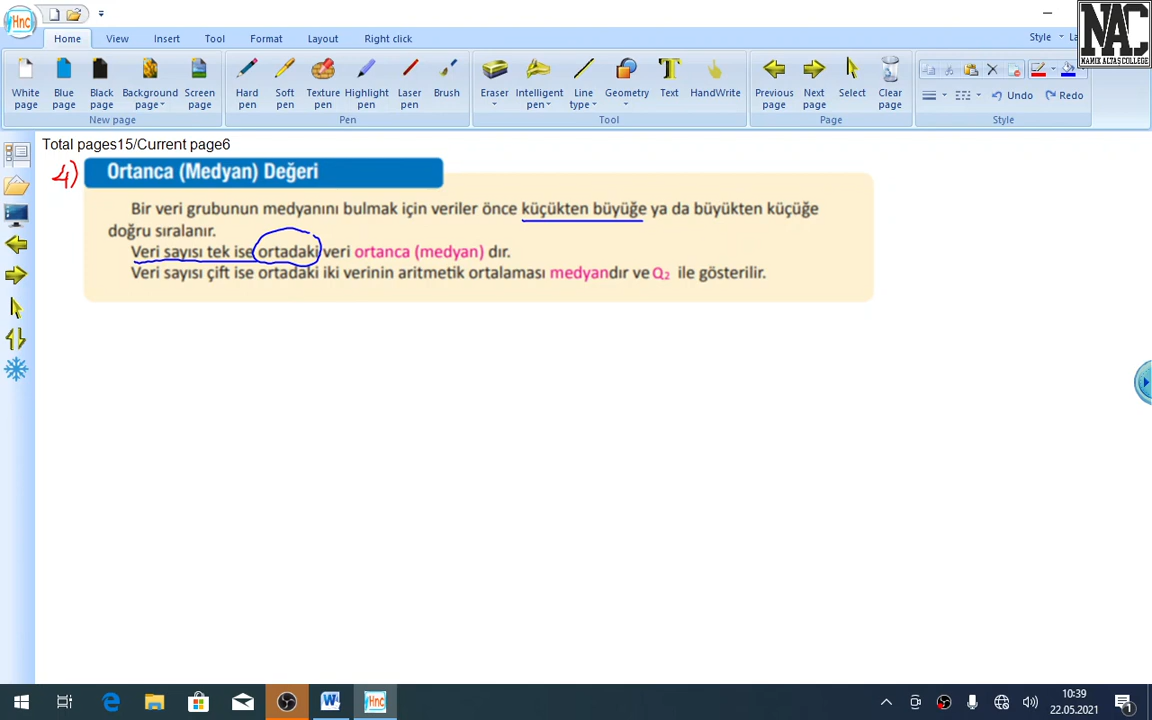 Hnc
Home View Insert Tool Format Layout Right click
Style
NAC
NAMIK ALTAS COLLEGE
White page Blue page Black page Background page Screen page
New page
Hard pen Soft pen Texture pen Highlight pen Laser pen Brush
Pen
Eraser Intelligent pen Line type Geometry Text HandWrite
Tool
Previous page Next page Select Clear page
Page
Undo Redo
Style
Total pages15/Current page6
4) Ortanca (Medyan) Değeri
Bir veri grubunun medyanını bulmak için veriler önce küçükten büyüğe ya da büyükten küçüğe
doğru sıralanır.
Veri sayısı tek ise ortadaki veri ortanca (medyan) dır.
Veri sayısı çift ise ortadaki iki verinin aritmetik ortalaması medyandır ve Q₂ ile gösterilir.
Hnc
10:39
22.05.2021
1